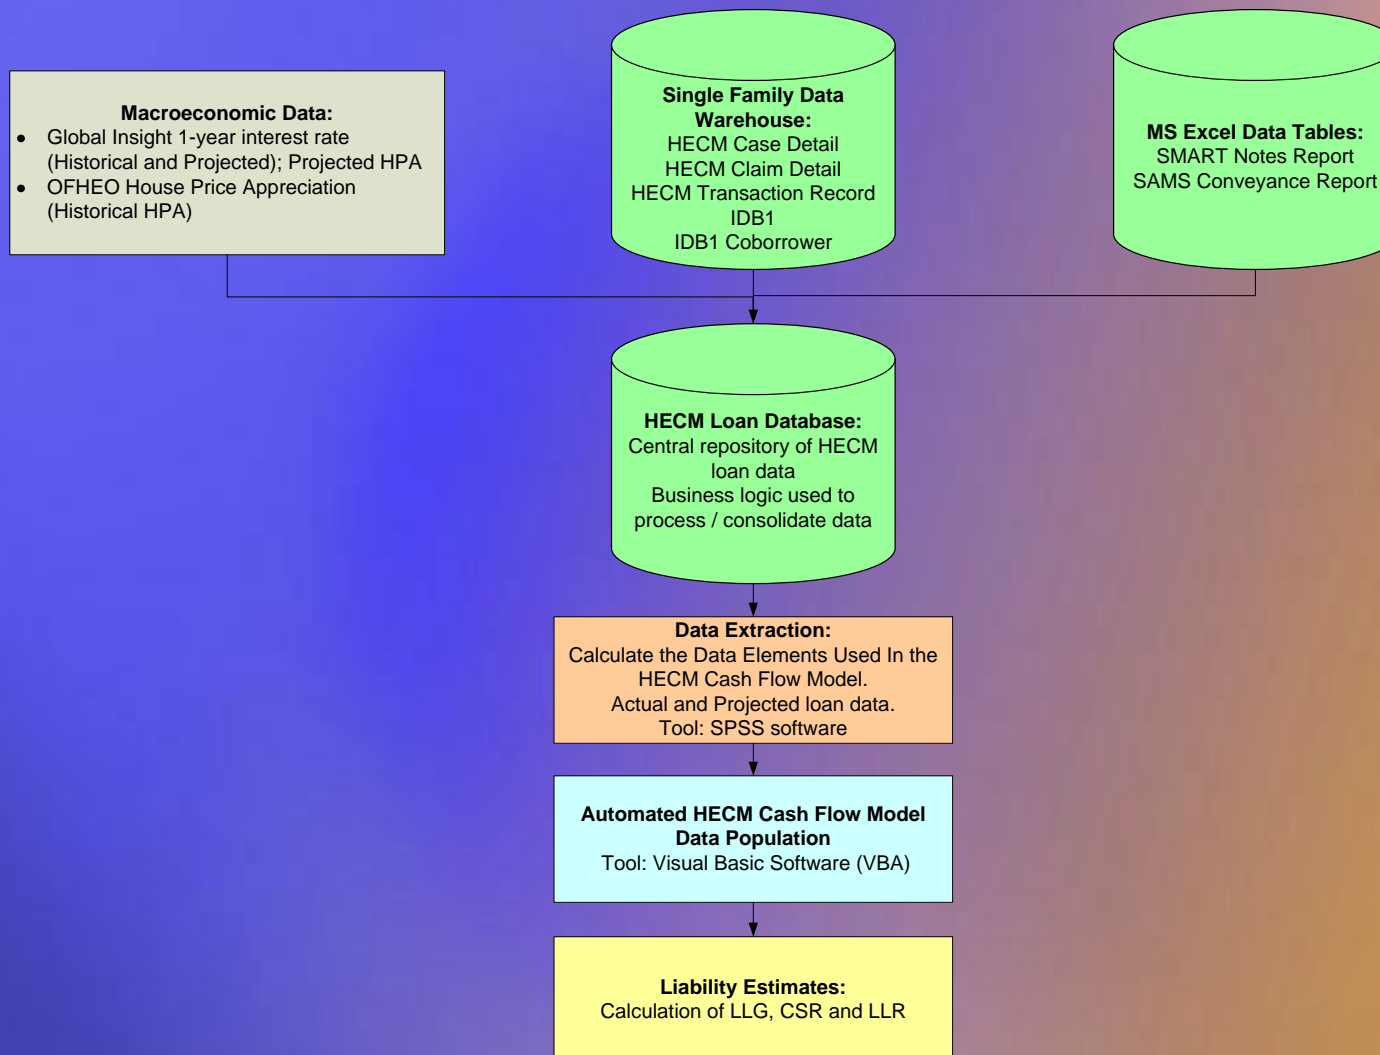 Macroeconomic Data:
• Global Insight 1-year interest rate
(Historical and Projected); Projected HPA
• OFHEO House Price Appreciation
(Historical HPA)
Single Family Data
Warehouse:
HECM Case Detail
HECM Claim Detail
HECM Transaction Record
IDB1
IDB1 Coborrower
MS Excel Data Tables:
SMART Notes Report
SAMS Conveyance Report
HECM Loan Database:
Central repository of HECM
loan data
Business logic used to
process / consolidate data
Data Extraction:
Calculate the Data Elements Used In the
HECM Cash Flow Model.
Actual and Projected loan data.
Tool: SPSS software
Automated HECM Cash Flow Model
Data Population
Tool: Visual Basic Software (VBA)
Liability Estimates:
Calculation of LLG, CSR and LLR